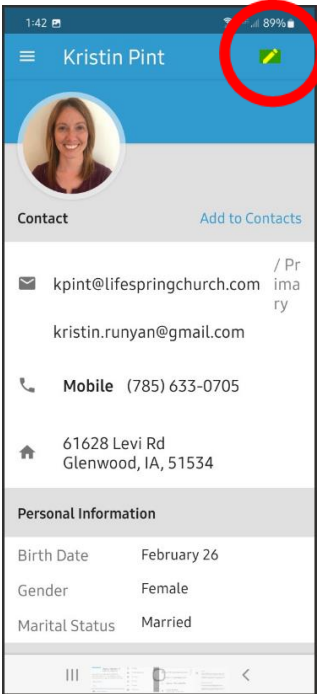 1:42 89%
Kristin Pint
Contact Add to Contacts
kpint@lifespringchurch.com / Pr
ima
ry
kristin.runyan@gmail.com
Mobile (785) 633-0705
61628 Levi Rd
Glenwood, IA, 51534
Personal Information
Birth Date February 26
Gender Female
Marital Status Married